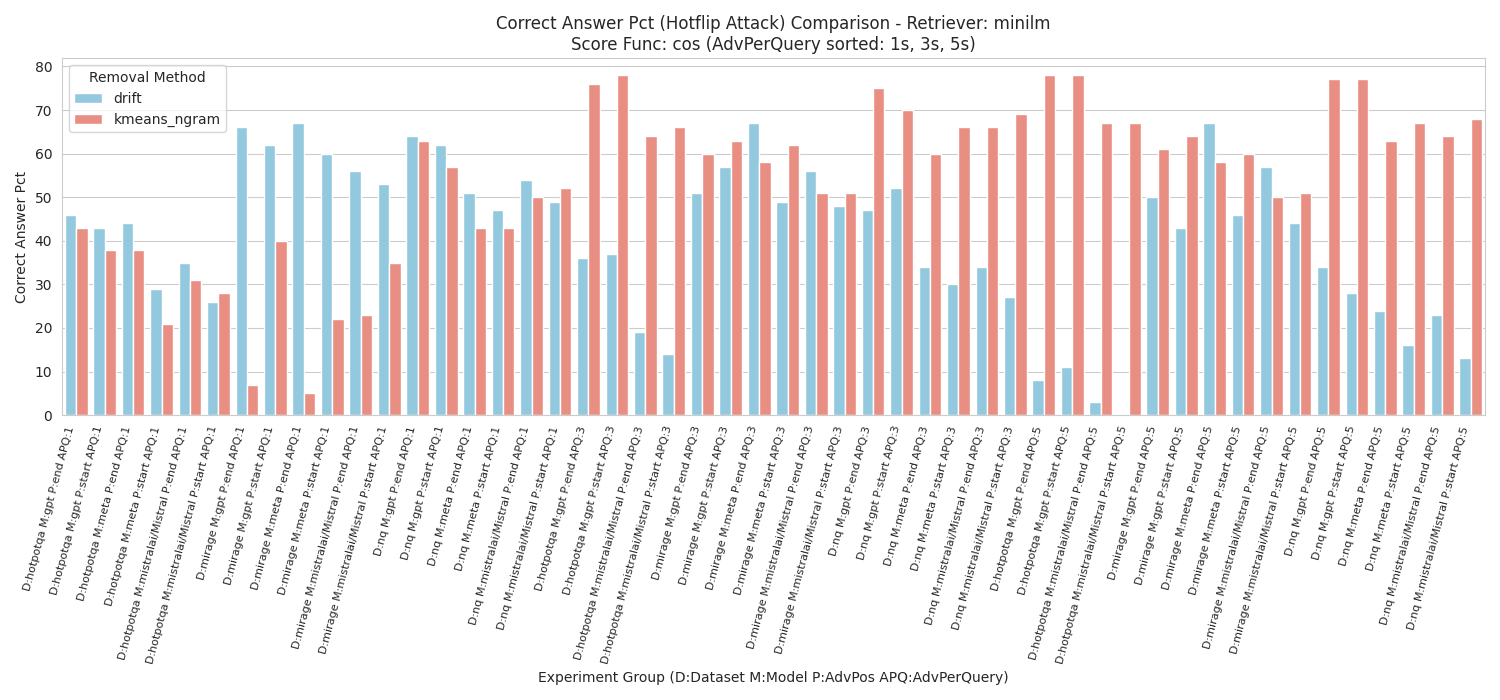 Correct Answer Pct (Hotflip Attack) Comparison - Retriever: minilm
Score Func: cos (AdvPerQuery sorted: 1s, 3s, 5s)
Removal Method
drift
kmeans_ngram
Correct Answer Pct
80
70
60
50
40
30
20
10
0
D:hotpotqa M:gpt P:end APQ:1
D:hotpotqa M:gpt P:start APQ:1
D:hotpotqa M:meta P:end APQ:1
D:hotpotqa M:meta P:start APQ:1
D:hotpotqa M:mistralai/Mistral P:end APQ:1
D:hotpotqa M:mistralai/Mistral P:start APQ:1
D:mirage M:gpt P:end APQ:1
D:mirage M:gpt P:start APQ:1
D:mirage M:meta P:end APQ:1
D:mirage M:meta P:start APQ:1
D:mirage M:mistralai/Mistral P:end APQ:1
D:mirage M:mistralai/Mistral P:start APQ:1
D:nq M:gpt P:end APQ:1
D:nq M:gpt P:start APQ:1
D:nq M:meta P:end APQ:1
D:nq M:meta P:start APQ:1
D:nq M:mistralai/Mistral P:end APQ:1
D:nq M:mistralai/Mistral P:start APQ:1
D:hotpotqa M:gpt P:end APQ:3
D:hotpotqa M:gpt P:start APQ:3
D:hotpotqa M:mistralai/Mistral P:end APQ:3
D:hotpotqa M:mistralai/Mistral P:start APQ:3
D:mirage M:gpt P:end APQ:3
D:mirage M:gpt P:start APQ:3
D:mirage M:meta P:end APQ:3
D:mirage M:meta P:start APQ:3
D:mirage M:mistralai/Mistral P:end APQ:3
D:mirage M:mistralai/Mistral P:start APQ:3
D:nq M:gpt P:end APQ:3
D:nq M:gpt P:start APQ:3
D:nq M:meta P:end APQ:3
D:nq M:meta P:start APQ:3
D:nq M:mistralai/Mistral P:end APQ:3
D:nq M:mistralai/Mistral P:start APQ:3
D:hotpotqa M:gpt P:end APQ:5
D:hotpotqa M:gpt P:start APQ:5
D:hotpotqa M:mistralai/Mistral P:end APQ:5
D:hotpotqa M:mistralai/Mistral P:start APQ:5
D:mirage M:gpt P:end APQ:5
D:mirage M:gpt P:start APQ:5
D:mirage M:meta P:end APQ:5
D:mirage M:meta P:start APQ:5
D:mirage M:mistralai/Mistral P:end APQ:5
D:mirage M:mistralai/Mistral P:start APQ:5
D:nq M:gpt P:end APQ:5
D:nq M:gpt P:start APQ:5
D:nq M:meta P:end APQ:5
D:nq M:meta P:start APQ:5
D:nq M:mistralai/Mistral P:end APQ:5
D:nq M:mistralai/Mistral P:start APQ:5
Experiment Group (D:Dataset M:Model P:AdvPos APQ:AdvPerQuery)